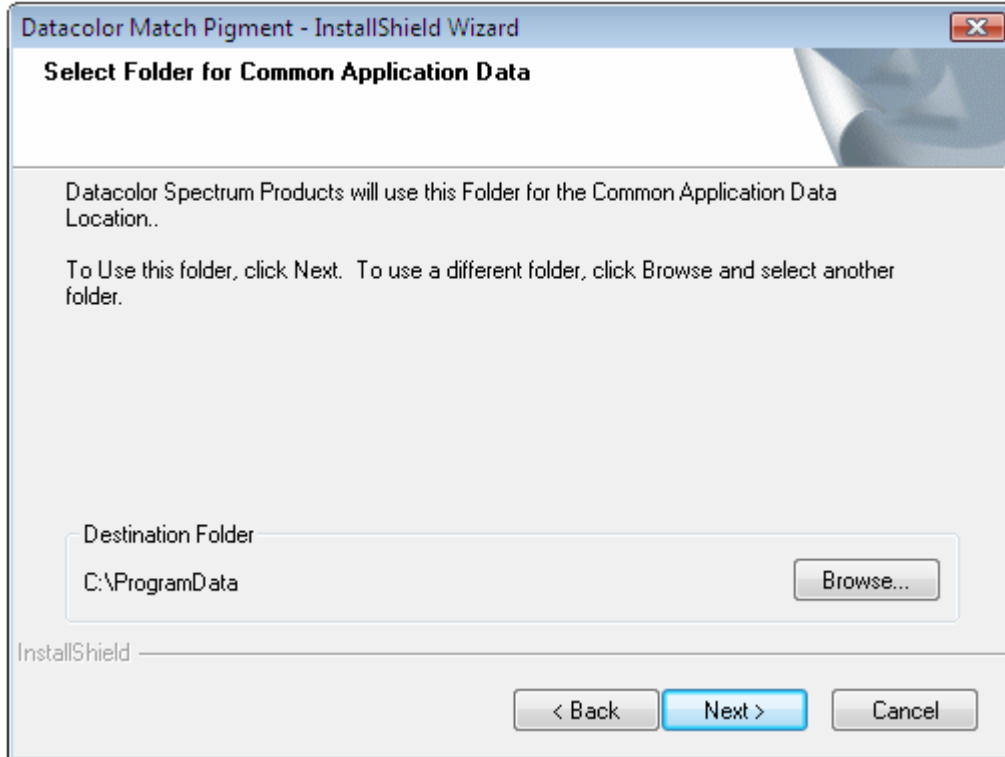 Datacolor Match Pigment - InstallShield Wizard
Select Folder for Common Application Data
Datacolor Spectrum Products will use this Folder for the Common Application Data
Location..
To Use this folder, click Next. To use a different folder, click Browse and select another
folder.
Destination Folder
C:\ProgramData
Browse...
InstallShield
< Back
Next >
Cancel